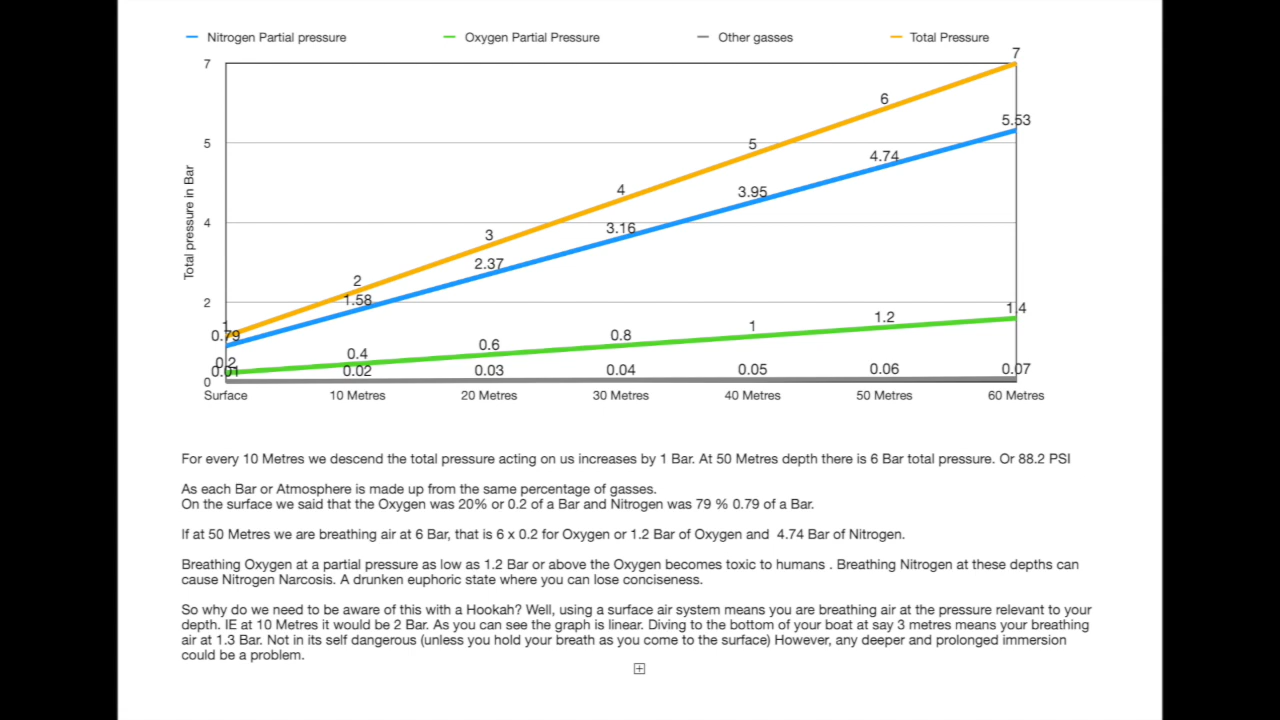 Nitrogen Partial pressure Oxygen Partial Pressure Other gasses Total Pressure
7
7
6
5.53
5
5
4.74
Total pressure in Bar
4
3.95
4
3.16
3
2.37
2
2
1.58
1
0.79
1.4
1.2
1
0.8
0.6
0.4
0.2
0.01 0.02 0.03 0.04 0.05 0.06 0.07
0
Surface 10 Metres 20 Metres 30 Metres 40 Metres 50 Metres 60 Metres
For every 10 Metres we descend the total pressure acting on us increases by 1 Bar. At 50 Metres depth there is 6 Bar total pressure. Or 88.2 PSI
As each Bar or Atmosphere is made up from the same percentage of gasses.
On the surface we said that the Oxygen was 20% or 0.2 of a Bar and Nitrogen was 79 % 0.79 of a Bar.
If at 50 Metres we are breathing air at 6 Bar, that is 6 x 0.2 for Oxygen or 1.2 Bar of Oxygen and 4.74 Bar of Nitrogen.
Breathing Oxygen at a partial pressure as low as 1.2 Bar or above the Oxygen becomes toxic to humans . Breathing Nitrogen at these depths can
cause Nitrogen Narcosis. A drunken euphoric state where you can lose conciseness.
So why do we need to be aware of this with a Hookah? Well, using a surface air system means you are breathing air at the pressure relevant to your
depth. IE at 10 Metres it would be 2 Bar. As you can see the graph is linear. Diving to the bottom of your boat at say 3 metres means your breathing
air at 1.3 Bar. Not in its self dangerous (unless you hold your breath as you come to the surface) However, any deeper and prolonged immersion
could be a problem.